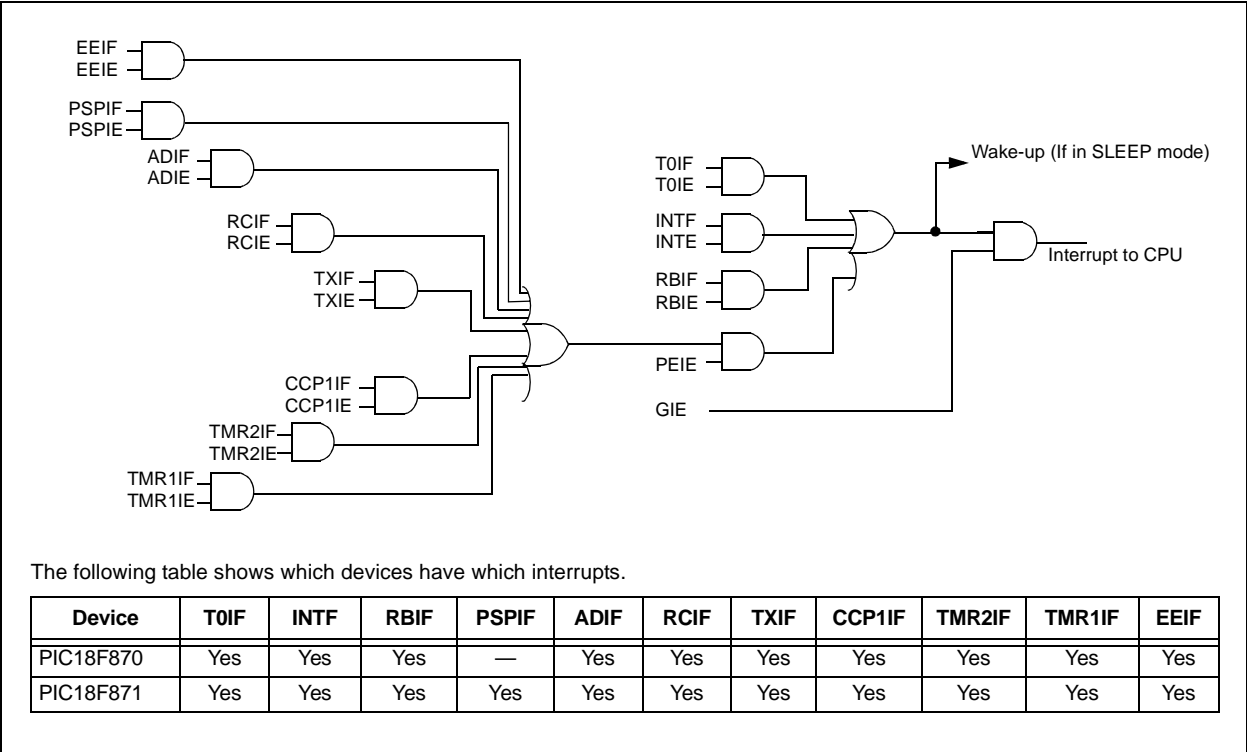 EEIF
EEIE
PSPIF
PSPIE
ADIF
ADIE
RCIF
RCIE
TXIF
TXIE
CCP1IF
CCP1IE
TMR2IF
TMR2IE
TMR1IF
TMR1IE
T0IF
T0IE
INTF
INTE
RBIF
RBIE
PEIE
GIE
Wake-up (If in SLEEP mode)
Interrupt to CPU
The following table shows which devices have which interrupts.
Device T0IF INTF RBIF PSPIF ADIF RCIF TXIF CCP1IF TMR2IF TMR1IF EEIF
PIC18F870 Yes Yes Yes — Yes Yes Yes Yes Yes Yes Yes
PIC18F871 Yes Yes Yes Yes Yes Yes Yes Yes Yes Yes Yes